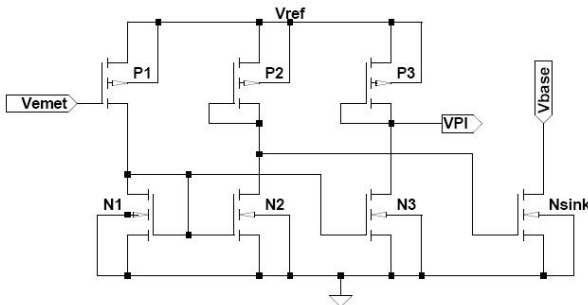 Vref
P1
P2
P3
Vemet
VPI
Vbase
N1
N2
N3
Nsink